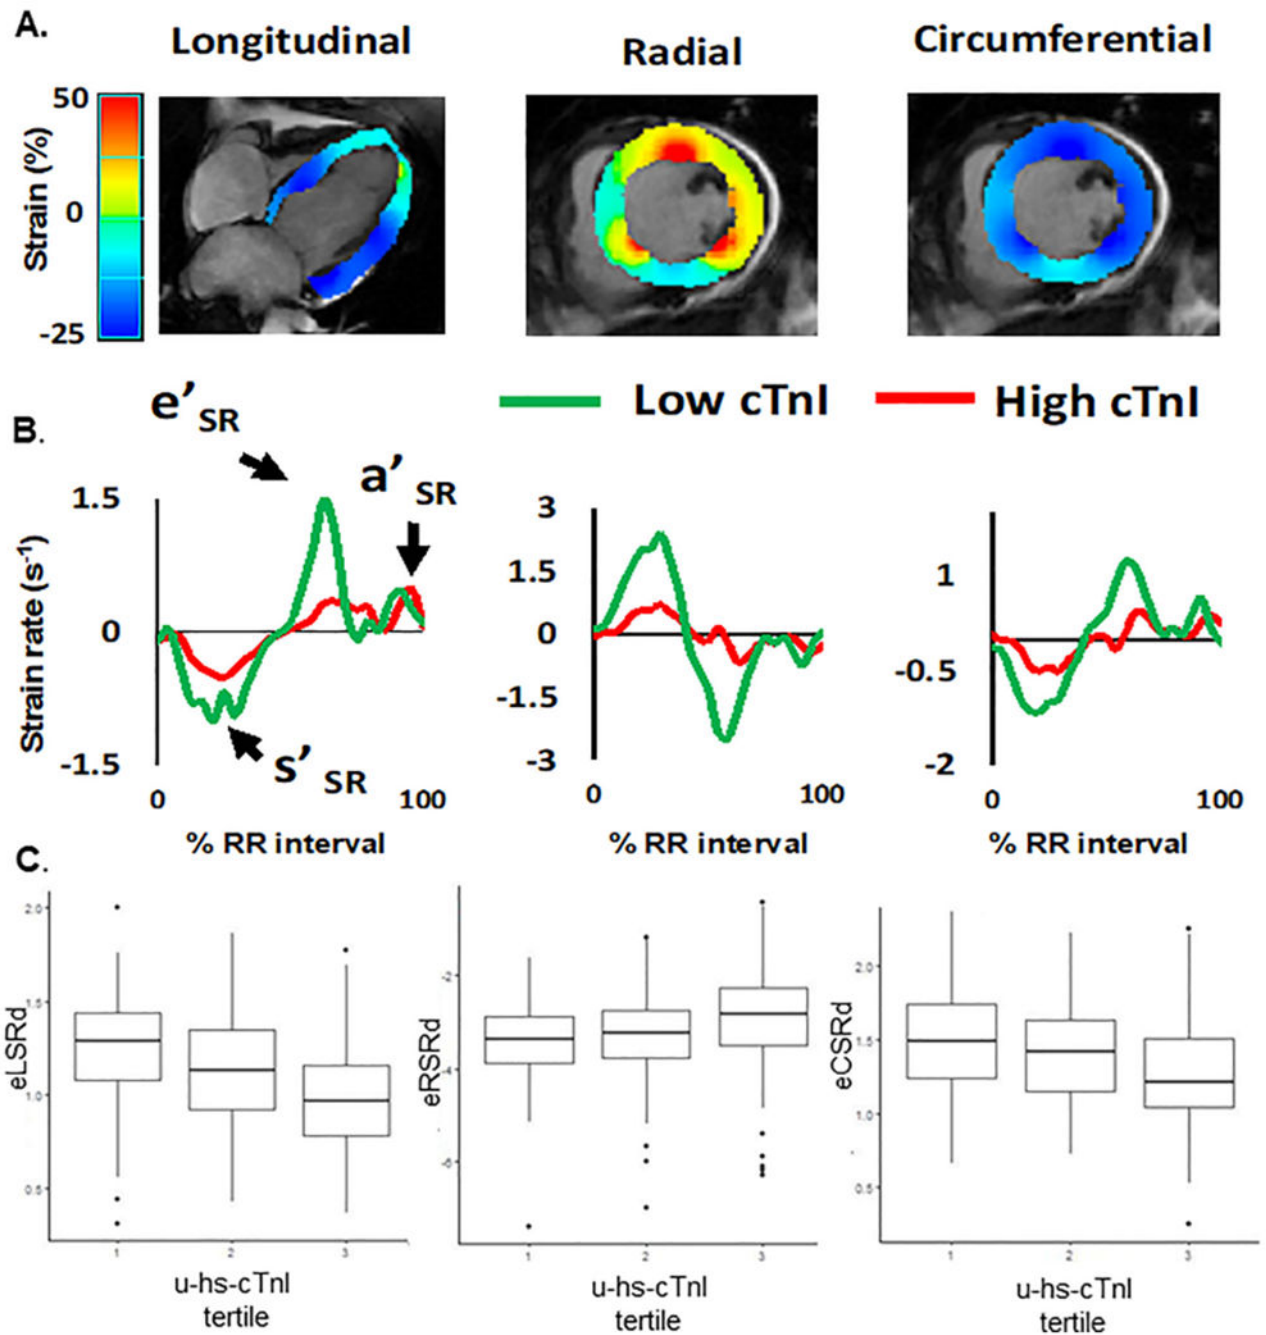 A.
Longitudinal
Radial
Circumferential
Strain (%)
50
0
-25
Low cTnI
High cTnI
B.
e’SR
a’SR
s’SR
Strain rate (s-1)
1.5
0
-1.5
0
100
% RR interval
3
1.5
0
-1.5
-3
0
100
% RR interval
1
-0.5
-2
0
100
% RR interval
C.
eLSRd
2.0
1.5
1.0
0.5
1
2
3
u-hs-cTnI
tertile
eRSRd
-2
-4
-6
1
2
3
u-hs-cTnI
tertile
eCSRd
2.0
1.5
1.0
0.5
1
2
3
u-hs-cTnI
tertile